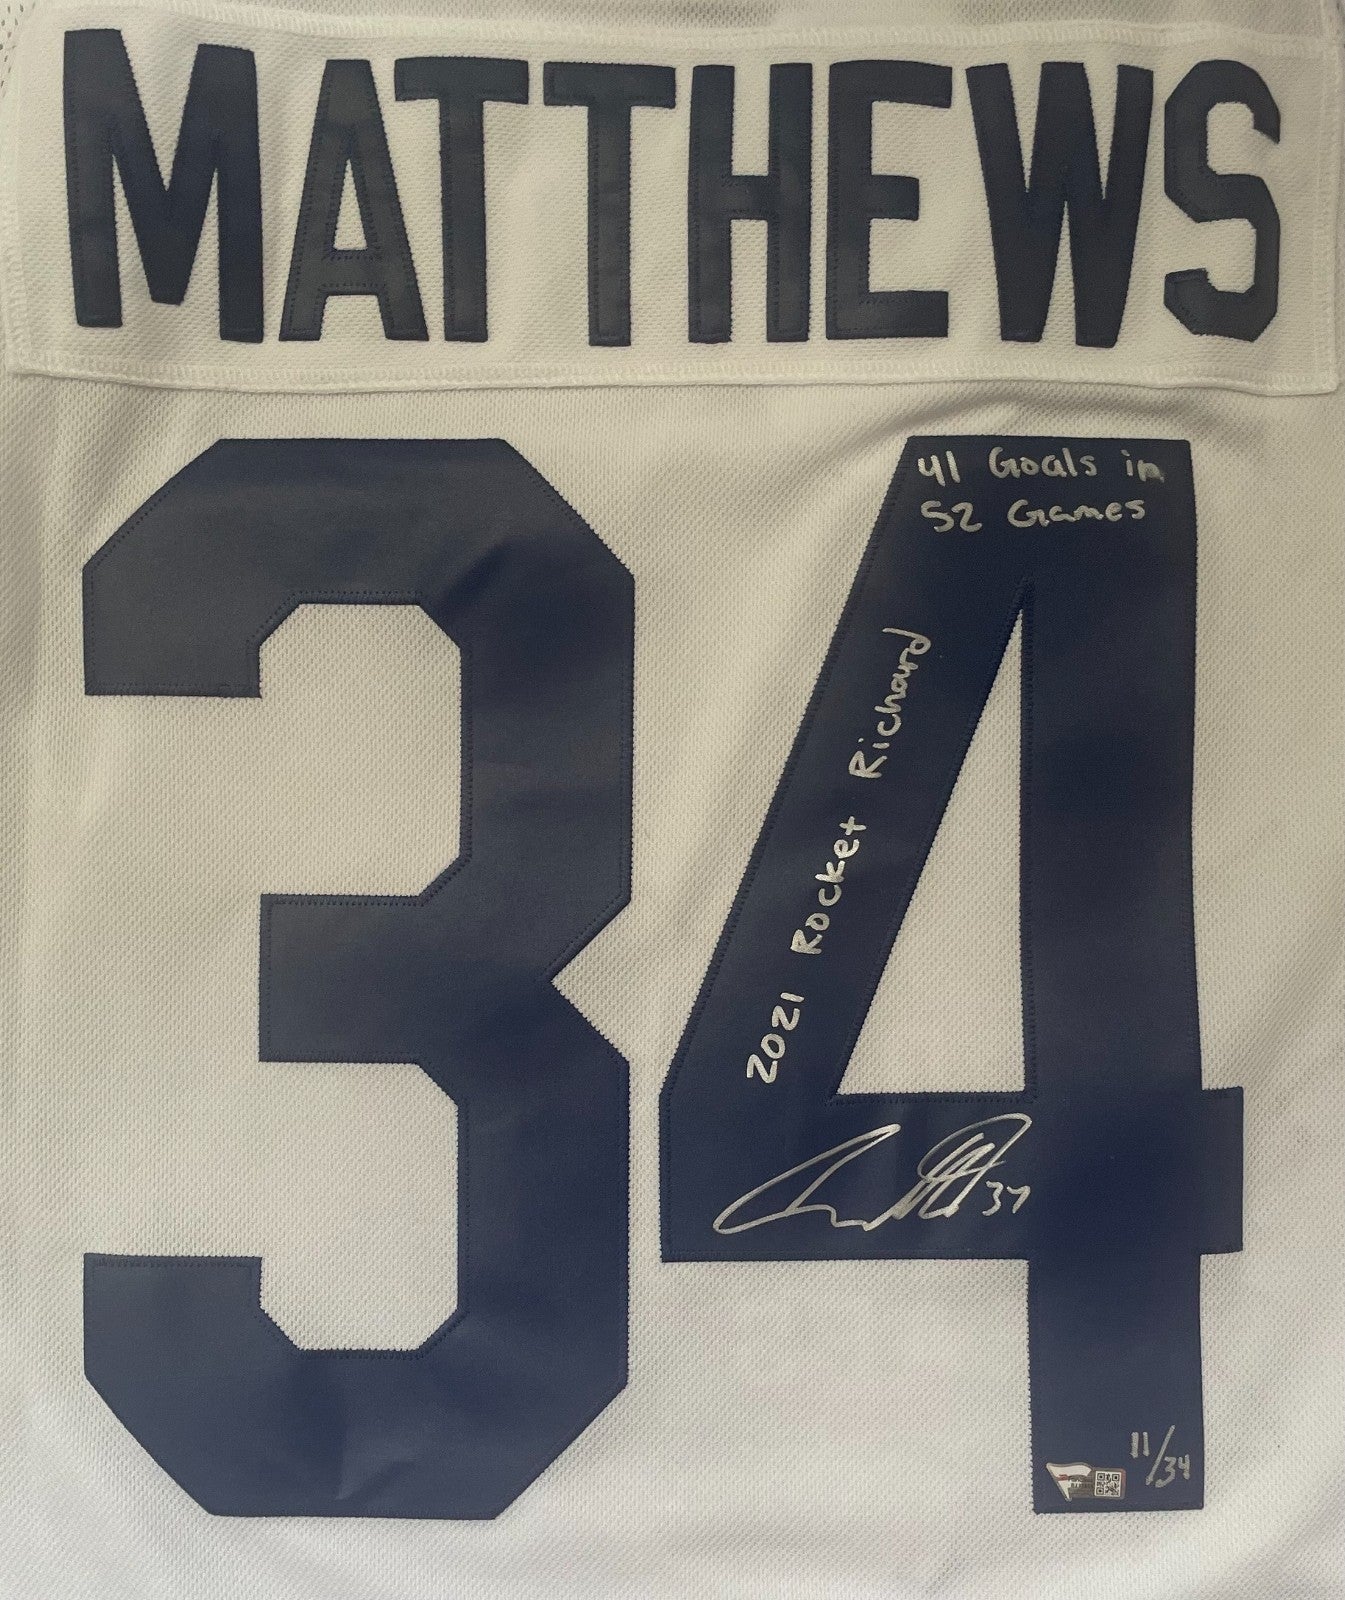 MATTHEWS
34
41 Goals in
52 Games
2021 Rocket Richard
34
11/34